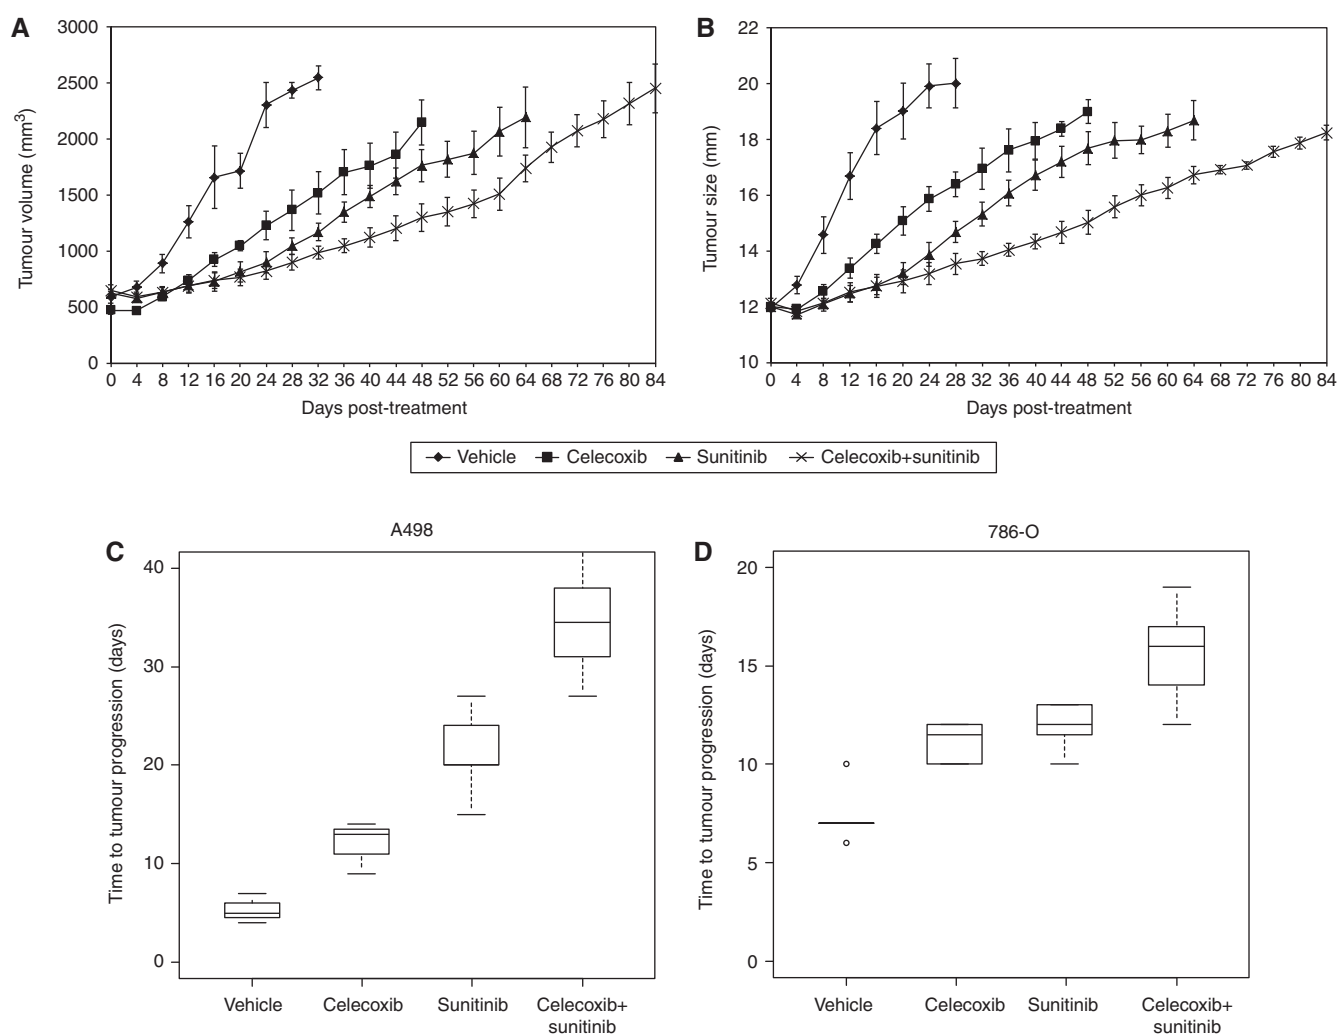 A
B
Tumour volume (mm3)
3000
2500
2000
1500
1000
500
0
0 4 8 12 16 20 24 28 32 36 40 44 48 52 56 60 64 68 72 76 80 84
Days post-treatment
Tumour size (mm)
22
20
18
16
14
12
10
0 4 8 12 16 20 24 28 32 36 40 44 48 52 56 60 64 68 72 76 80 84
Days post-treatment
Vehicle Celecoxib Sunitinib Celecoxib+sunitinib
C
A498
Time to tumour progression (days)
40
30
20
10
0
Vehicle Celecoxib Sunitinib Celecoxib+
sunitinib
D
786-O
Time to tumour progression (days)
20
15
10
5
0
Vehicle Celecoxib Sunitinib Celecoxib+
sunitinib